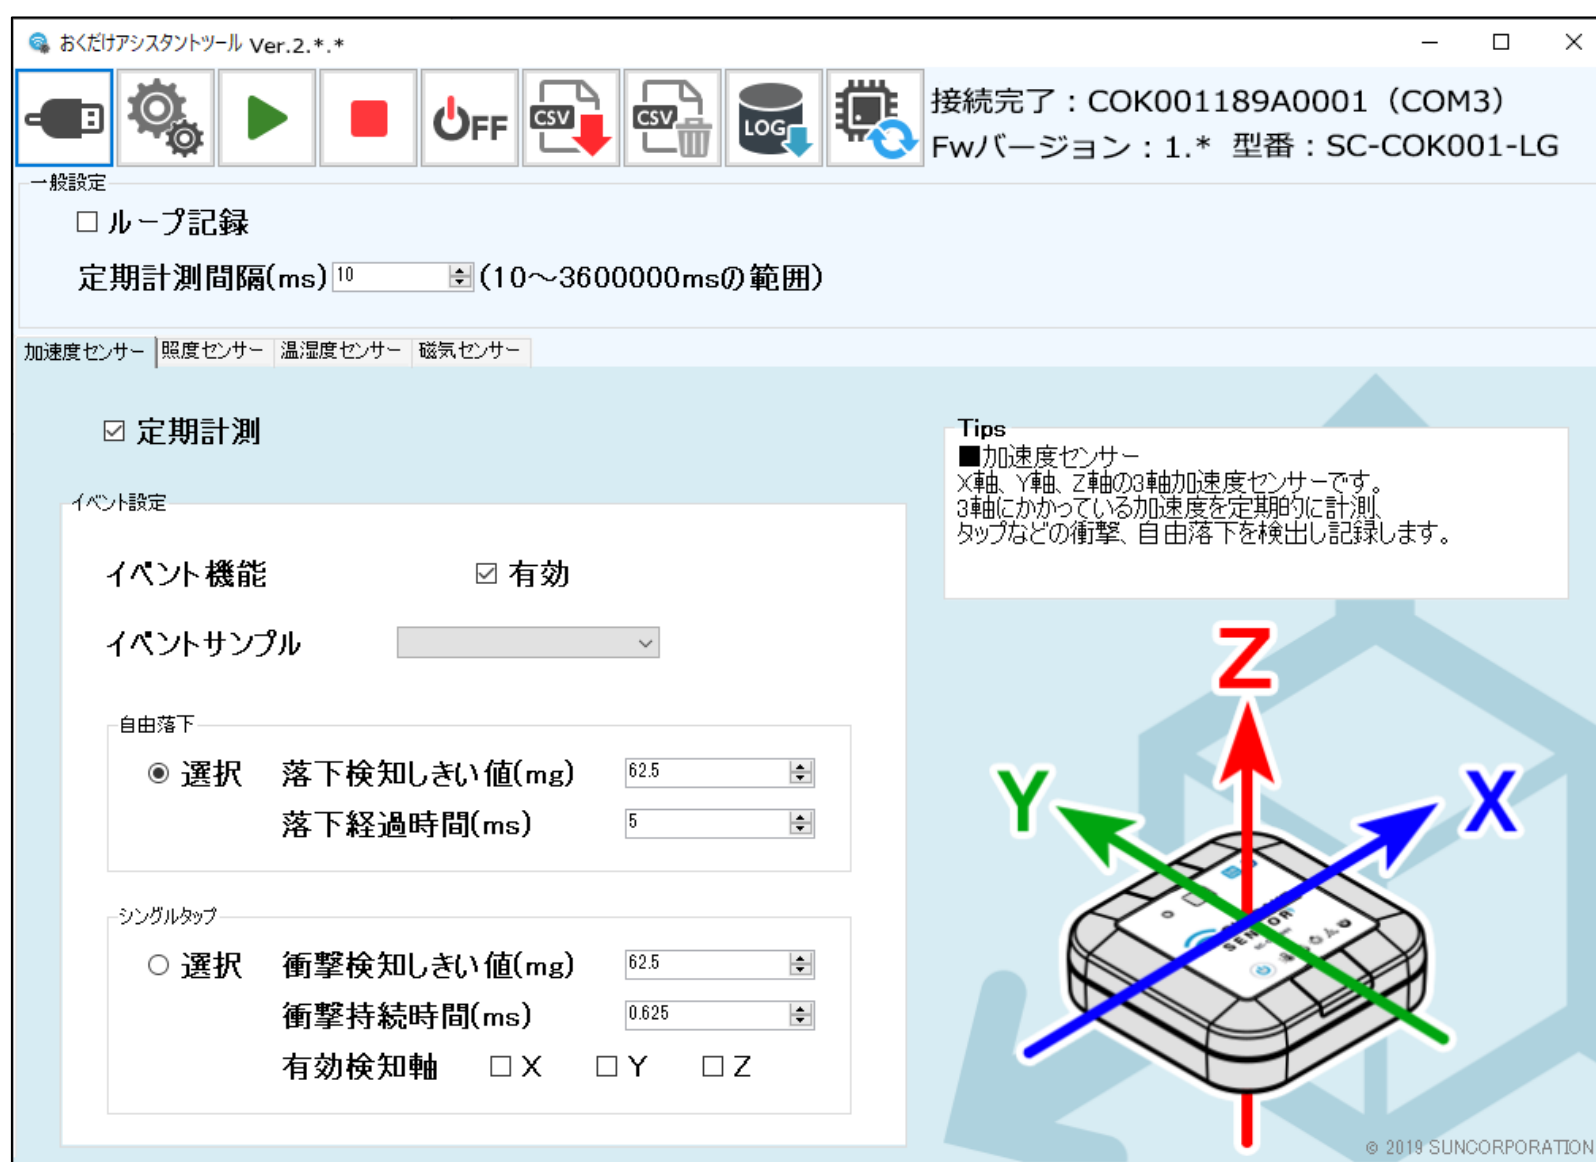 おくだけアシスタントツール Ver.2.*.*
OFF
CSV
CSV
LOG
接続完了：COK001189A0001（COM3）
Fwバージョン：1.* 型番：SC-COK001-LG
一般設定
ループ記録
定期計測間隔(ms) 10 (10～3600000msの範囲)
加速度センサー 照度センサー 温湿度センサー 磁気センサー
定期計測
イベント設定
イベント機能 有効
イベントサンプル
自由落下
選択 落下検知しきい値(mg) 62.5
落下経過時間(ms) 5
シングルタップ
選択 衝撃検知しきい値(mg) 62.5
衝撃持続時間(ms) 0.625
有効検知軸 X Y Z
Tips
■加速度センサー
X軸、Y軸、Z軸の3軸加速度センサーです。
3軸にかかっている加速度を定期的に計測、
タップなどの衝撃、自由落下を検出し記録します。
Z
Y
X
SENSOR
© 2019 SUNCORPORATION